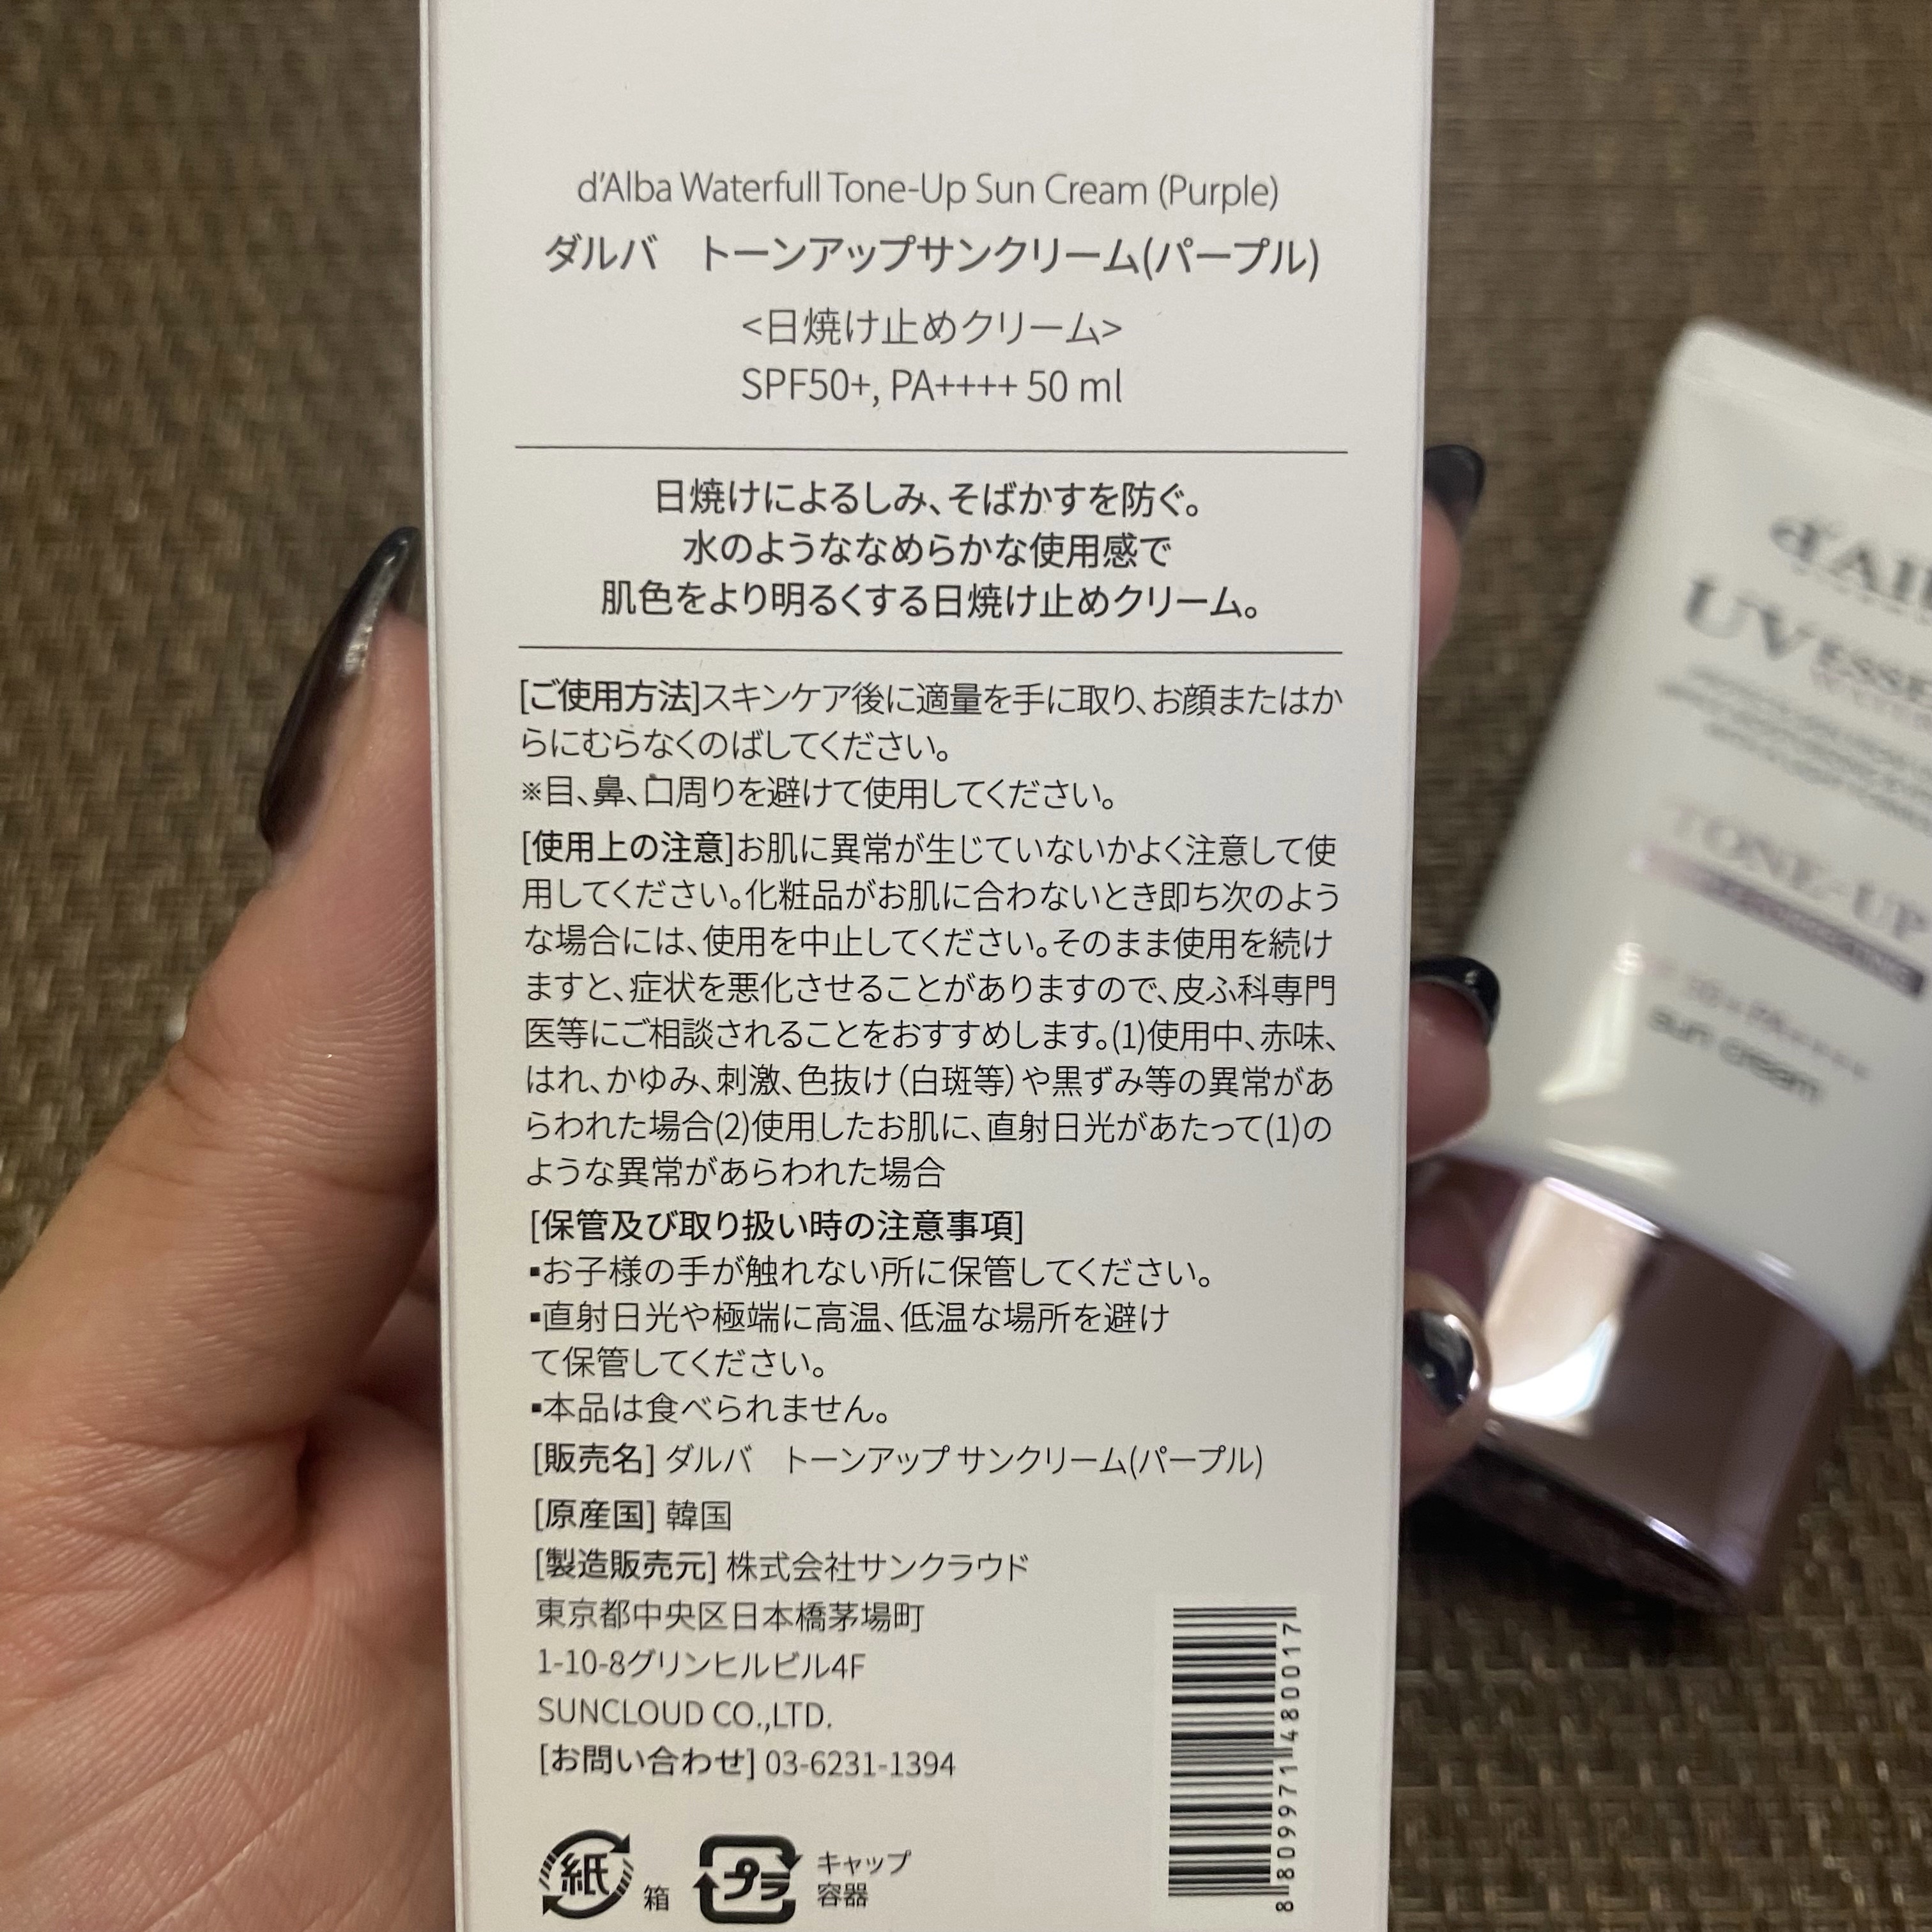 d'Alba Waterfull Tone-Up Sun Cream (Purple)
ダルバ　トーンアップサンクリーム(パープル)
<日焼け止めクリーム>
SPF50+, PA++++ 50 ml
日焼けによるしみ、そばかすを防ぐ。
水のようななめらかな使用感で
肌色をより明るくする日焼け止めクリーム。
[ご使用方法]スキンケア後に適量を手に取り、お顔またはか
らにむらなくのばしてください。
※目、鼻、口周りを避けて使用してください。
[使用上の注意]お肌に異常が生じていないかよく注意して使
用してください。化粧品がお肌に合わないとき即ち次のよう
な場合には、使用を中止してください。そのまま使用を続け
ますと、症状を悪化させることがありますので、皮ふ科専門
医等にご相談されることをおすすめします。(1)使用中、赤味、
はれ、かゆみ、刺激、色抜け（白斑等）や黒ずみ等の異常があ
らわれた場合(2)使用したお肌に、直射日光があたって(1)の
ような異常があらわれた場合
[保管及び取り扱い時の注意事項]
▪お子様の手が触れない所に保管してください。
▪直射日光や極端に高温、低温な場所を避け
て保管してください。
▪本品は食べられません。
[販売名] ダルバ　トーンアップ サンクリーム(パープル)
[原産国] 韓国
[製造販売元] 株式会社サンクラウド
東京都中央区日本橋茅場町
1-10-8グリンヒルビル4F
SUNCLOUD CO.,LTD.
[お問い合わせ] 03-6231-1394
紙
箱
プラ
キャップ
容器
8809971480017
UV ESSE
TONE-UP
sun cream